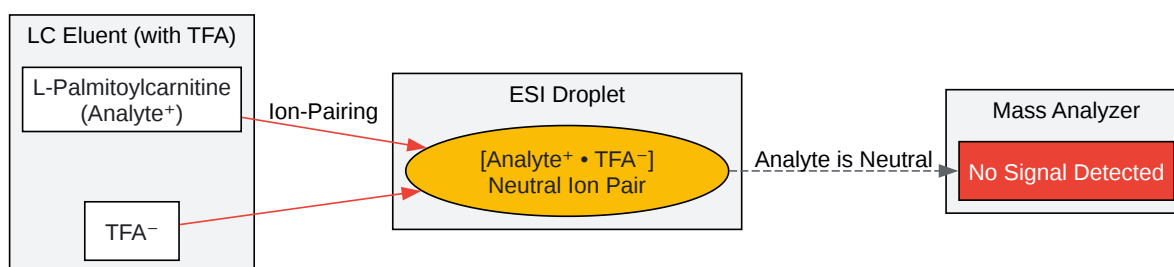 LC Eluent (with TFA)
L-Palmitoylcarnitine
(Analyte⁺)
TFA⁻
Ion-Pairing
ESI Droplet
[Analyte⁺ • TFA⁻]
Neutral Ion Pair
Analyte is Neutral
Mass Analyzer
No Signal Detected